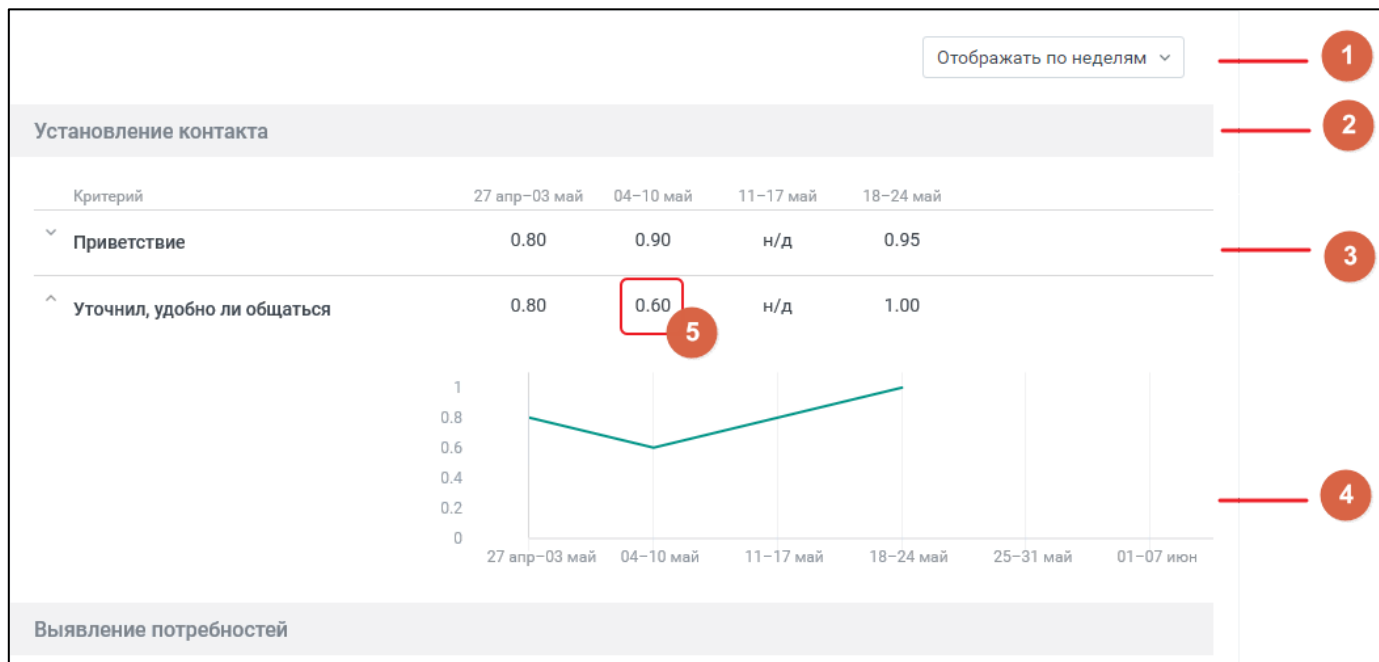 Отображать по неделям
1
Установление контакта
2
Критерий 27 апр–03 май 04–10 май 11–17 май 18–24 май
Приветствие 0.80 0.90 н/д 0.95
3
Уточнил, удобно ли общаться 0.80 0.60 н/д 1.00
5
1
0.8
0.6
0.4
0.2
0
4
27 апр–03 май 04–10 май 11–17 май 18–24 май 25–31 май 01–07 июн
Выявление потребностей